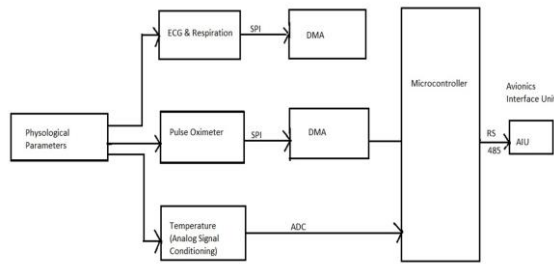 ECG & Respiration
SPI
DMA
Microcontroller
Avionics
Interface Unit
Physological
Parameters
Pulse Oximeter
SPI
DMA
RS
485
AIU
Temperature
(Analog Signal
Conditioning)
ADC